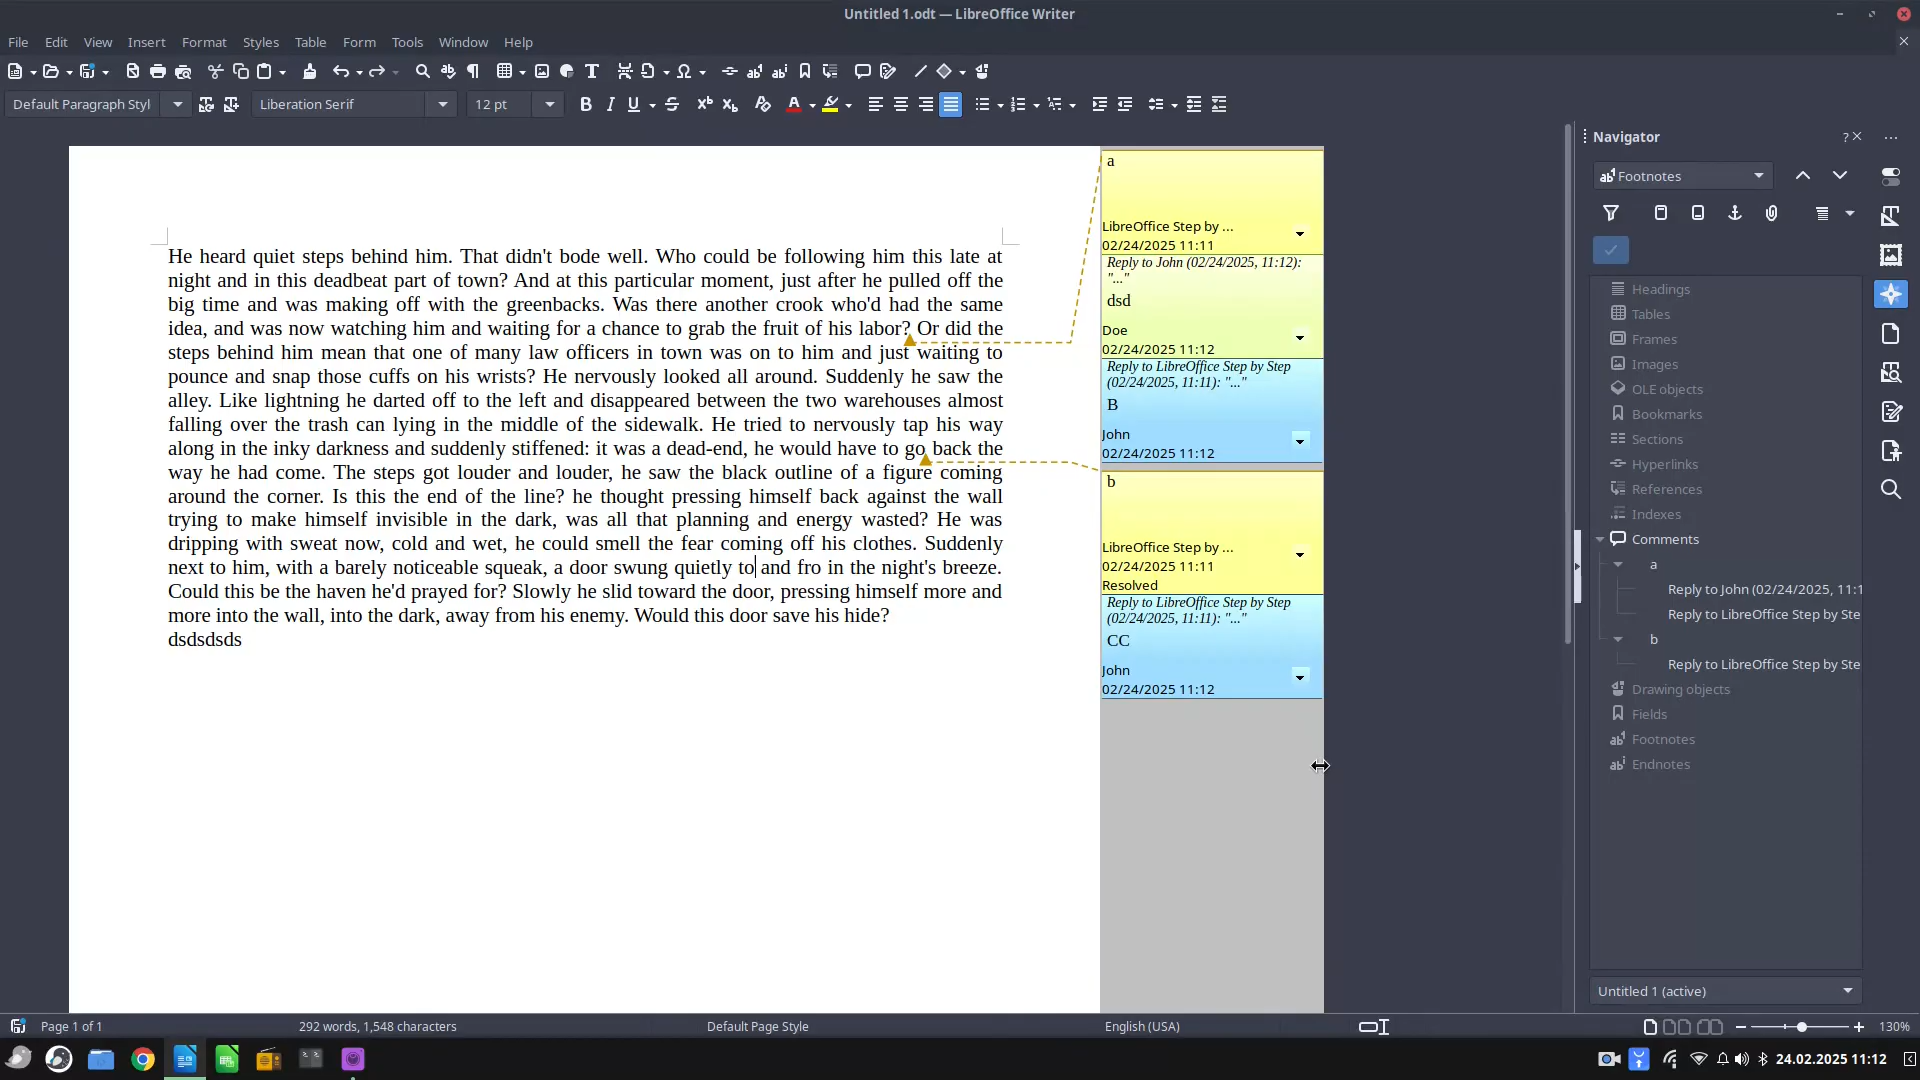 Untitled 1.odt — LibreOffice Writer
File Edit View Insert Format Styles Table Form Tools Window Help
Default Paragraph Styl Liberation Serif 12 pt
He heard quiet steps behind him. That didn't bode well. Who could be following him this late at
night and in this deadbeat part of town? And at this particular moment, just after he pulled off the
big time and was making off with the greenbacks. Was there another crook who'd had the same
idea, and was now watching him and waiting for a chance to grab the fruit of his labor? Or did the
steps behind him mean that one of many law officers in town was on to him and just waiting to
pounce and snap those cuffs on his wrists? He nervously looked all around. Suddenly he saw the
alley. Like lightning he darted off to the left and disappeared between the two warehouses almost
falling over the trash can lying in the middle of the sidewalk. He tried to nervously tap his way
along in the inky darkness and suddenly stiffened: it was a dead-end, he would have to go back the
way he had come. The steps got louder and louder, he saw the black outline of a figure coming
around the corner. Is this the end of the line? he thought pressing himself back against the wall
trying to make himself invisible in the dark, was all that planning and energy wasted? He was
dripping with sweat now, cold and wet, he could smell the fear coming off his clothes. Suddenly
next to him, with a barely noticeable squeak, a door swung quietly to and fro in the night's breeze.
Could this be the haven he'd prayed for? Slowly he slid toward the door, pressing himself more and
more into the wall, into the dark, away from his enemy. Would this door save his hide?
dsdsdsds
a
LibreOffice Step by ...
02/24/2025 11:11
Reply to John (02/24/2025, 11:12):
"..."
dsd
Doe
02/24/2025 11:12
Reply to LibreOffice Step by Step
(02/24/2025, 11:11): "..."
B
John
02/24/2025 11:12
b
LibreOffice Step by ...
02/24/2025 11:11
Resolved
Reply to LibreOffice Step by Step
(02/24/2025, 11:11): "..."
CC
John
02/24/2025 11:12
Navigator
Footnotes
Headings
Tables
Frames
Images
OLE objects
Bookmarks
Sections
Hyperlinks
References
Indexes
Comments
a
Reply to John (02/24/2025, 11:1
Reply to LibreOffice Step by Ste
b
Reply to LibreOffice Step by Ste
Drawing objects
Fields
Footnotes
Endnotes
Untitled 1 (active)
Page 1 of 1 292 words, 1,548 characters Default Page Style English (USA) 130%
24.02.2025 11:12